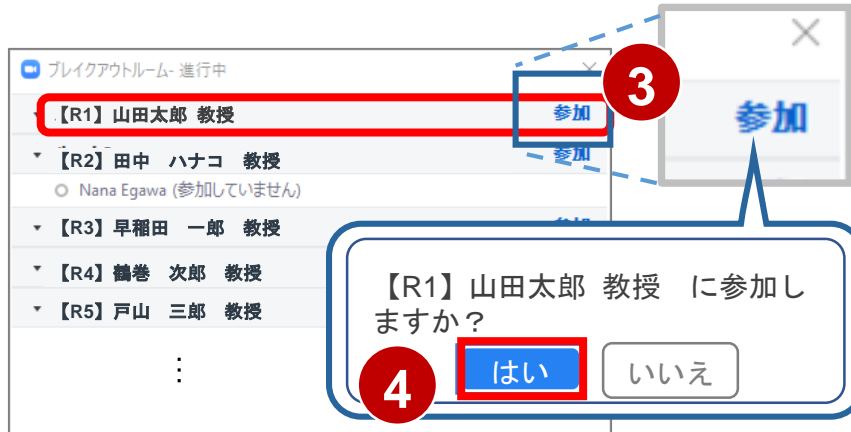 ブレイクアウトルーム- 進行中
【R1】山田太郎 教授 参加
【R2】田中 ハナコ 教授 参加
Nana Egawa (参加していません)
【R3】早稲田 一郎 教授
【R4】鶴巻 次郎 教授
【R5】戸山 三郎 教授
⋮
3
参加
【R1】山田太郎 教授 に参加し
ますか？
4
はい いいえ